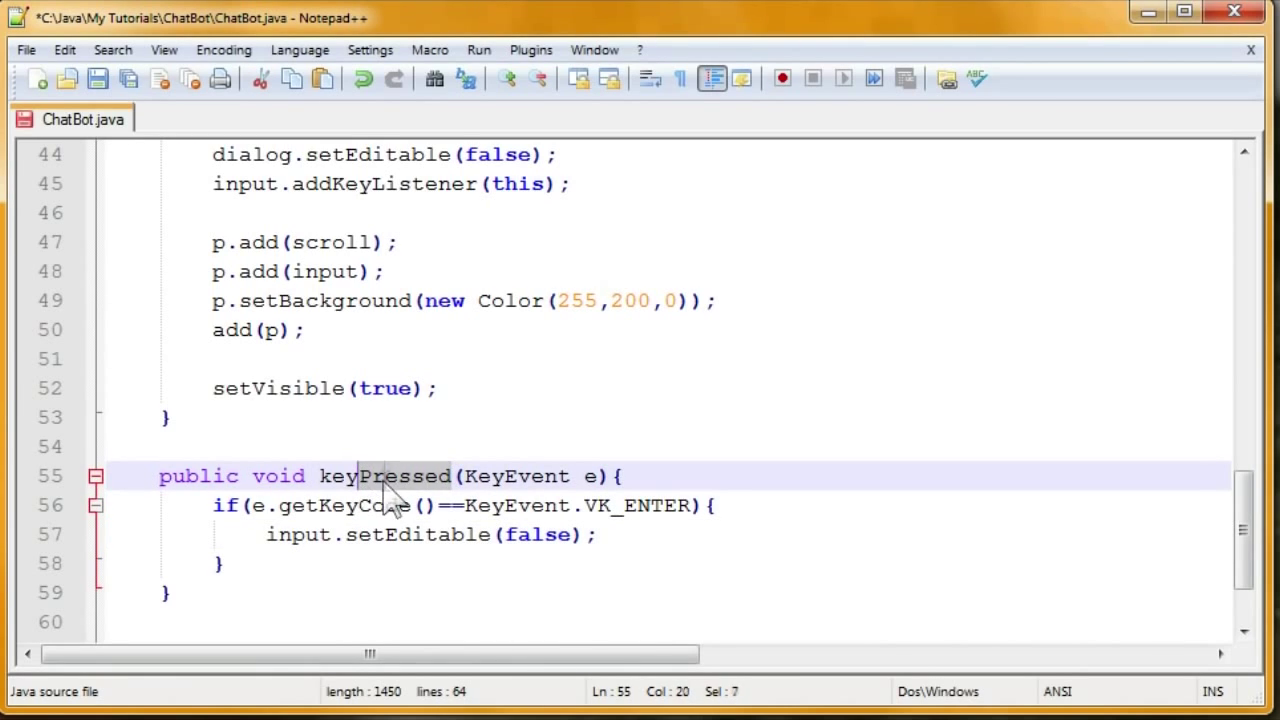 *C:\Java\My Tutorials\ChatBot\ChatBot.java - Notepad++
File Edit Search View Encoding Language Settings Macro Run Plugins Window ? X
ABC
ChatBot.java
44 dialog.setEditable(false);
45 input.addKeyListener(this);
46
47 p.add(scroll);
48 p.add(input);
49 p.setBackground(new Color(255,200,0));
50 add(p);
51
52 setVisible(true);
53 }
54
55 public void keyPressed(KeyEvent e){
56 if(e.getKeyCode()==KeyEvent.VK_ENTER){
57 input.setEditable(false);
58 }
59 }
60
Java source file length : 1450 lines : 64 Ln : 55 Col : 20 Sel : 7 Dos\Windows ANSI INS